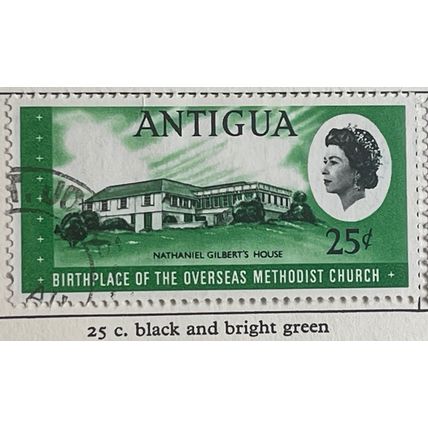 ANTIGUA
NATHANIEL GILBERT'S HOUSE
25¢
BIRTHPLACE OF THE OVERSEAS METHODIST CHURCH
25 c. black and bright green